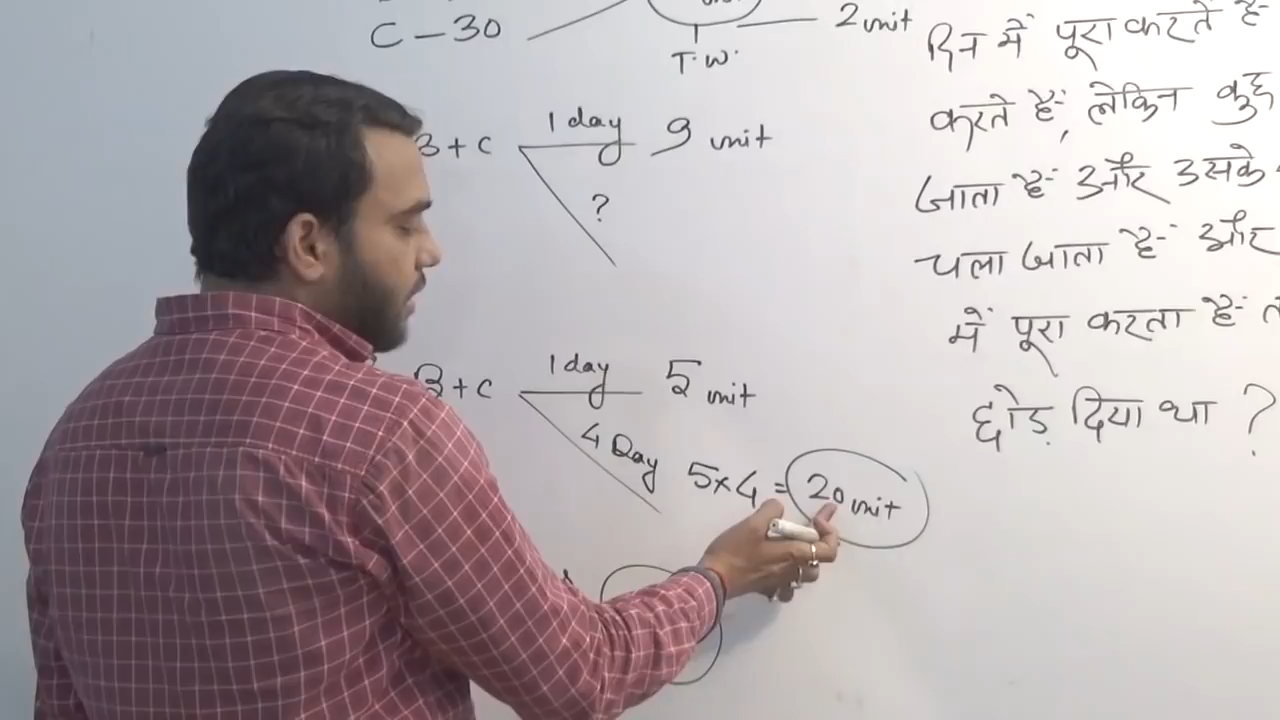 C - 30
2 unit
T.W.
B + C 1 day 9 unit
?
B + C 1 day 5 unit
4 Day 5×4 = 20 unit
दिन में पूरा करते हैं
करते हैं, लेकिन कुछ
जाता है और उसके
चला जाता है और
में पूरा करता है
छोड़ दिया था ?